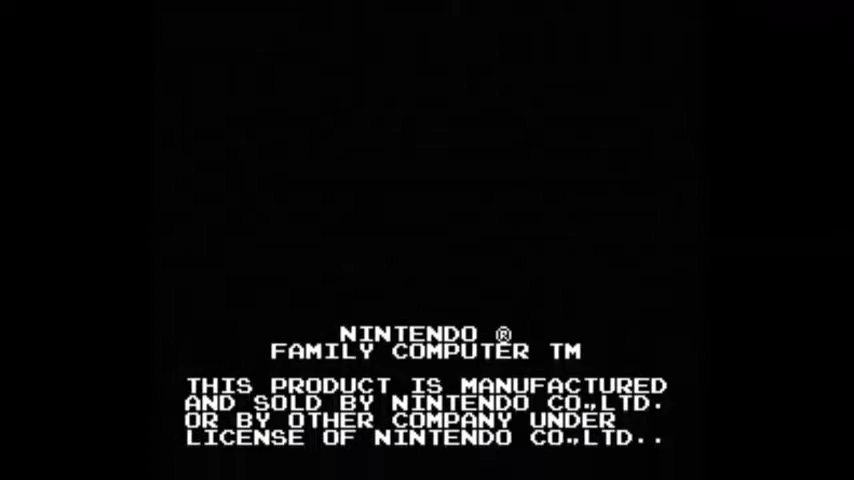 NINTENDO ®
FAMILY COMPUTER TM
THIS PRODUCT IS MANUFACTURED
AND SOLD BY NINTENDO CO.,LTD.
OR BY OTHER COMPANY UNDER
LICENSE OF NINTENDO CO.,LTD..